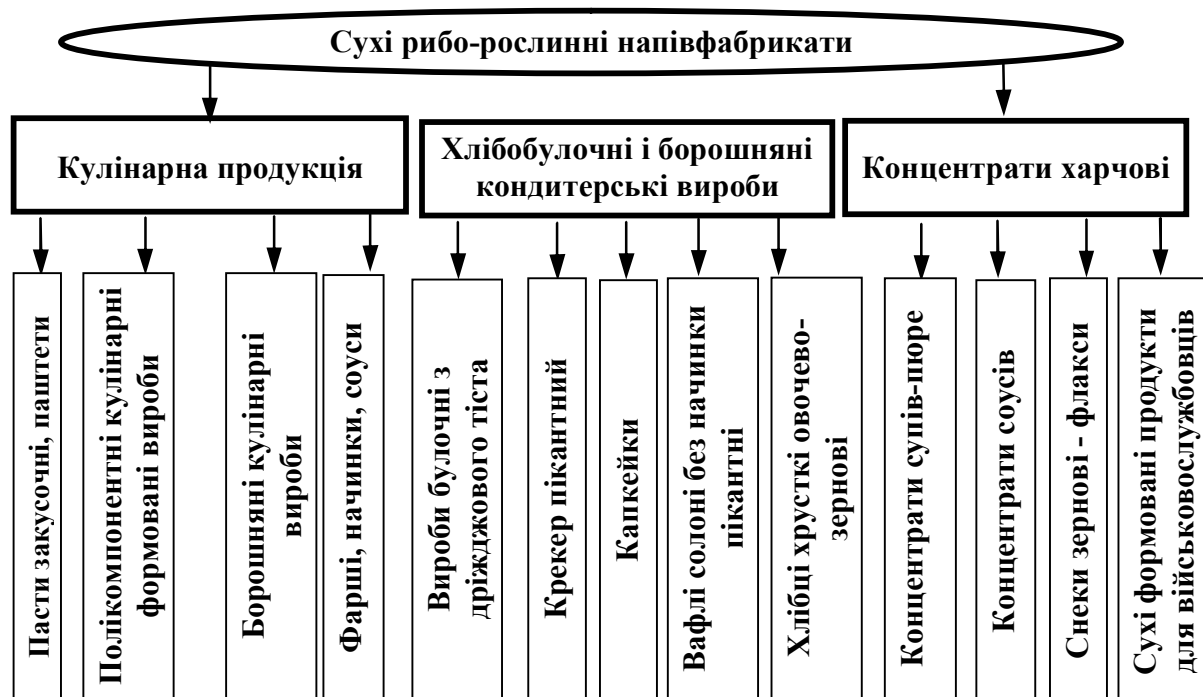 Сухі рибо-рослинні напівфабрикати
Кулінарна продукція
Хлібобулочні і борошняні
кондитерські вироби
Концентрати харчові
Пасти закусочні, паштети
Полікомпонентні кулінарні
формовані вироби
Борошняні кулінарні
вироби
Фарші, начинки, соуси
Вироби булочні з
дріжджового тіста
Крекер пікантний
Капкейки
Вафлі солоні без начинки
пікантні
Хлібці хрусткі овочево-
зернові
Концентрати супів-пюре
Концентрати соусів
Снеки зернові - флакси
Сухі формовані продукти
для військовослужбовців